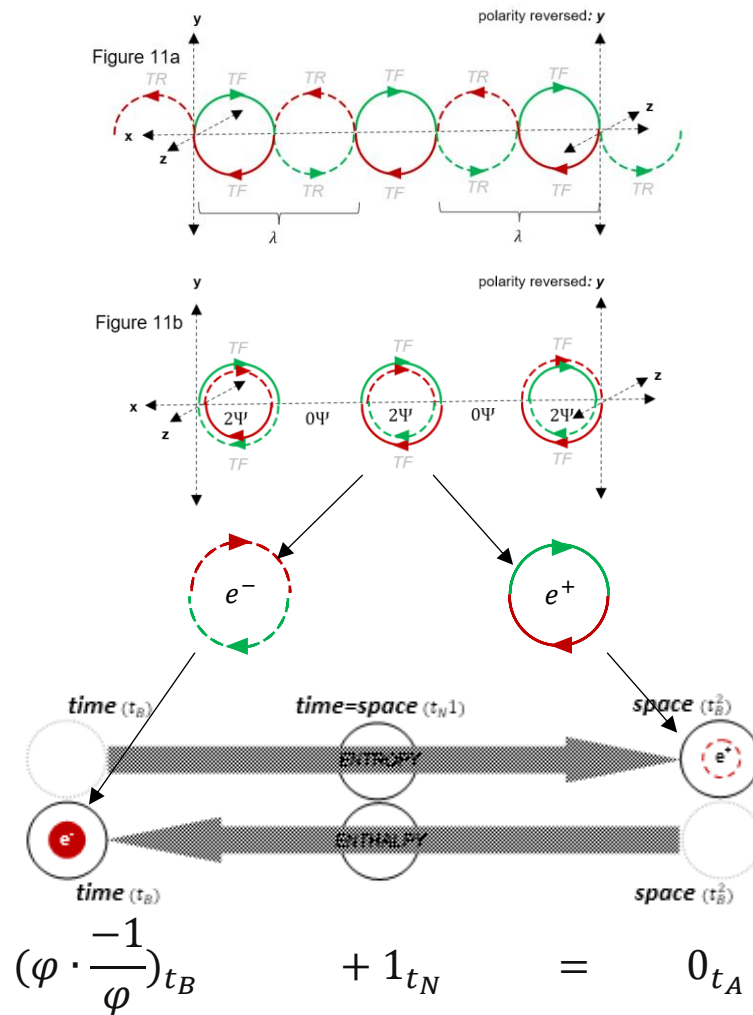 y
polarity reversed: y
Figure 11a
TR TF TR TF TR TF
x
z
z
TF TR TF TR TF TR
λ
λ
y
polarity reversed: y
Figure 11b
TF TF TF
z
x
2Ψ 0Ψ 2Ψ 0Ψ 2Ψ
z
TF TF TF
e⁻
e⁺
time (t_B) time=space (t_N1) space (t_B^2)
ENTROPY
e⁺
e⁻
ENTHALPY
time (t_B) space (t_B^2)
(φ · −1/φ)_{t_B} + 1_{t_N} = 0_{t_A}